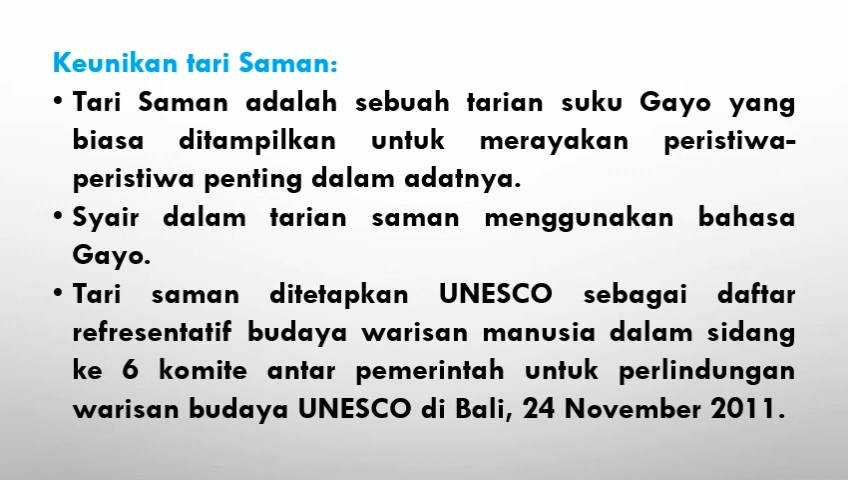 Keunikan tari Saman:
• Tari Saman adalah sebuah tarian suku Gayo yang
biasa ditampilkan untuk merayakan peristiwa-
peristiwa penting dalam adatnya.
• Syair dalam tarian saman menggunakan bahasa
Gayo.
• Tari saman ditetapkan UNESCO sebagai daftar
refresentatif budaya warisan manusia dalam sidang
ke 6 komite antar pemerintah untuk perlindungan
warisan budaya UNESCO di Bali, 24 November 2011.